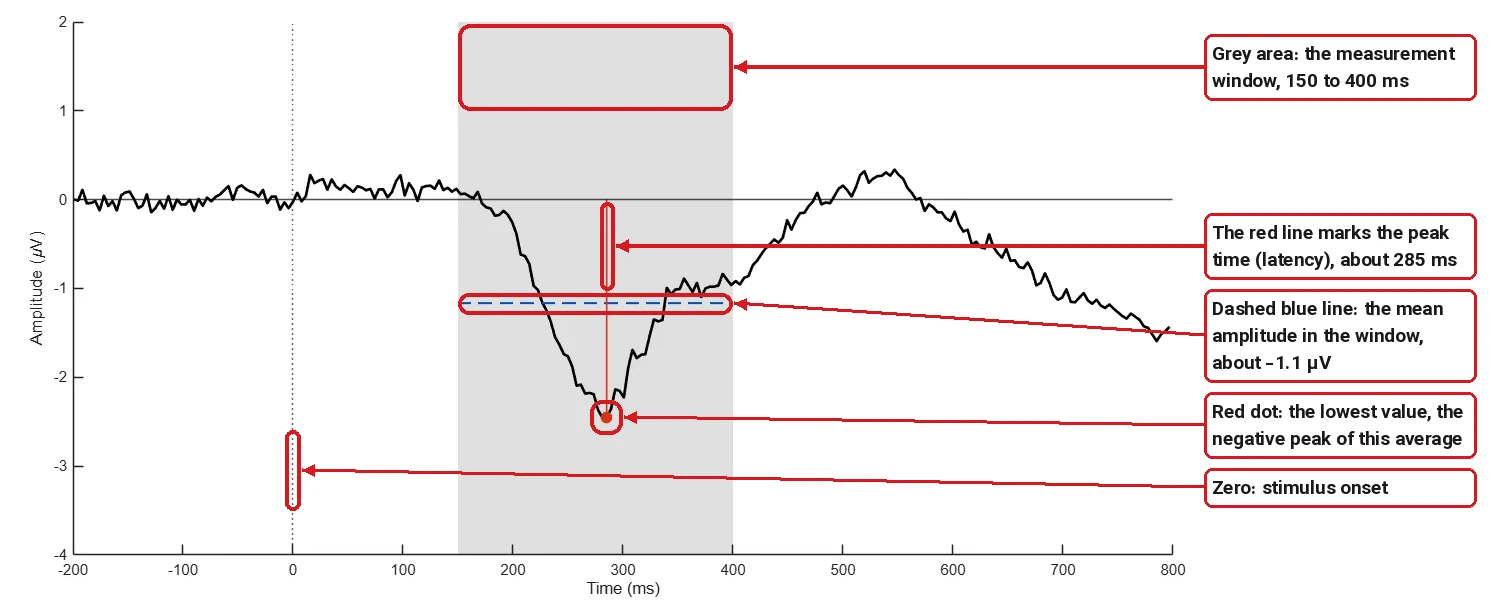 2
1
0
-1
-2
-3
-4
Amplitude (µV)
-200
-100
0
100
200
300
400
500
600
700
800
Time (ms)
Grey area: the measurement
window, 150 to 400 ms
The red line marks the peak
time (latency), about 285 ms
Dashed blue line: the mean
amplitude in the window,
about −1.1 µV
Red dot: the lowest value, the
negative peak of this average
Zero: stimulus onset